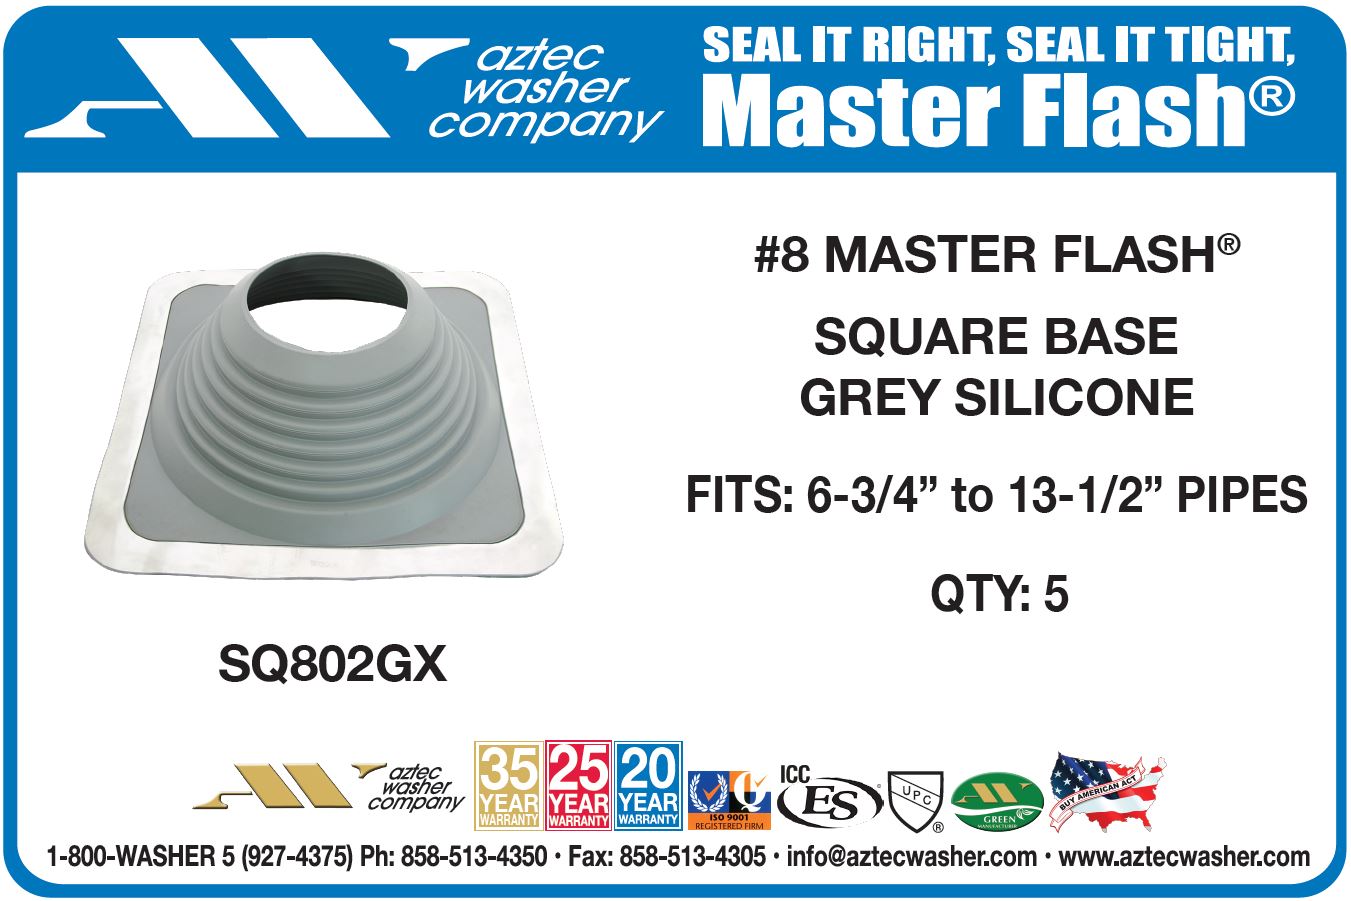 aztec
washer
company
SEAL IT RIGHT, SEAL IT TIGHT,
Master Flash®
#8 MASTER FLASH®
SQUARE BASE
GREY SILICONE
FITS: 6-3/4” to 13-1/2” PIPES
QTY: 5
SQ802GX
aztec
washer
company
35
YEAR
WARRANTY
25
YEAR
WARRANTY
20
YEAR
WARRANTY
ISO 9001
REGISTERED FIRM
ICC
ES
®
UPC
®
GREEN
MANUFACTURER
BUY AMERICAN ACT
1-800-WASHER 5 (927-4375) Ph: 858-513-4350 • Fax: 858-513-4305 • info@aztecwasher.com • www.aztecwasher.com